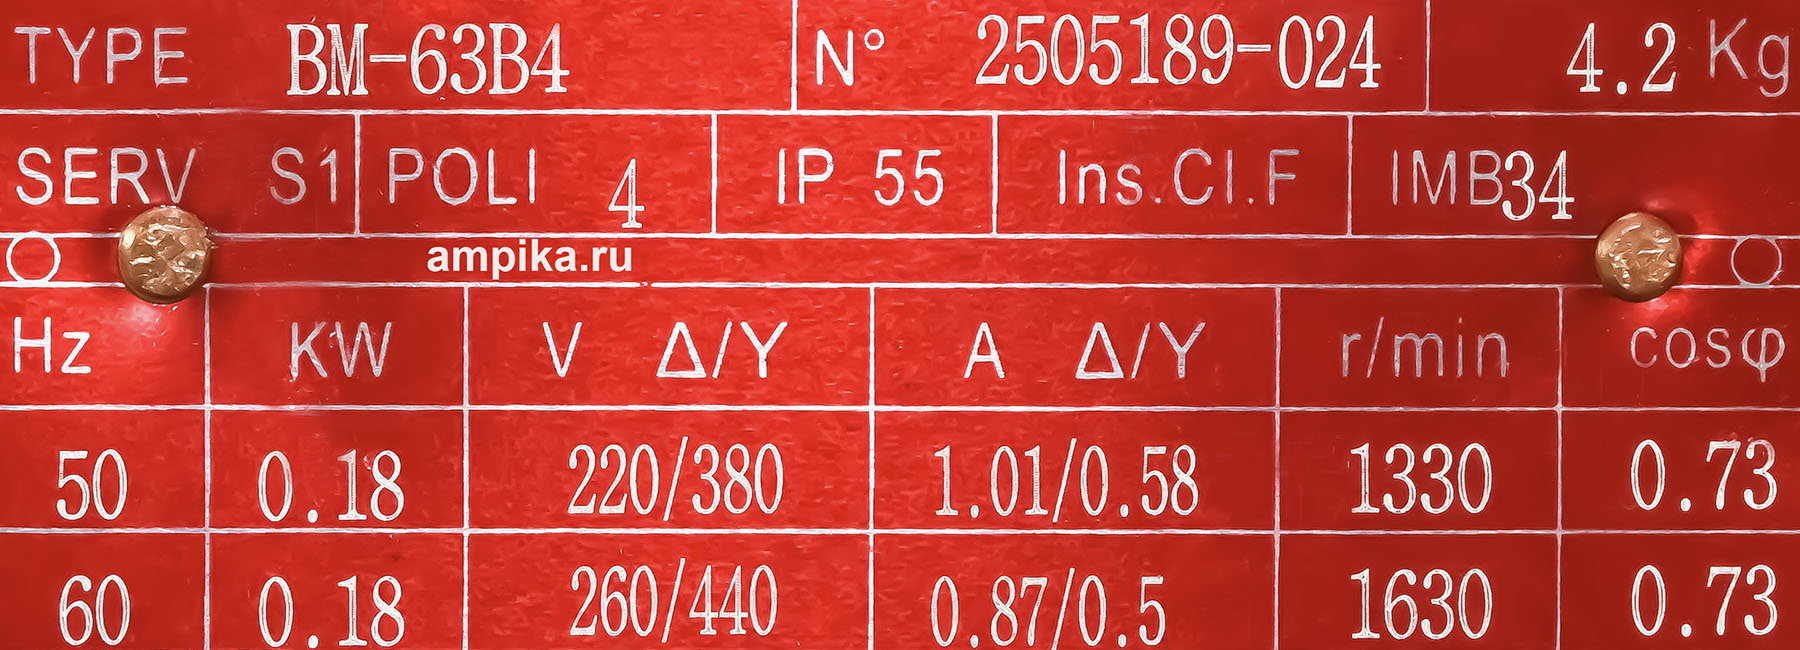 TYPE BM-63B4 N° 2505189-024 4.2 Kg
SERV S1 POLI 4 IP 55 Ins.Cl.F IMB34
ampika.ru
Hz KW V Δ/Y A Δ/Y r/min cosφ
50 0.18 220/380 1.01/0.58 1330 0.73
60 0.18 260/440 0.87/0.5 1630 0.73